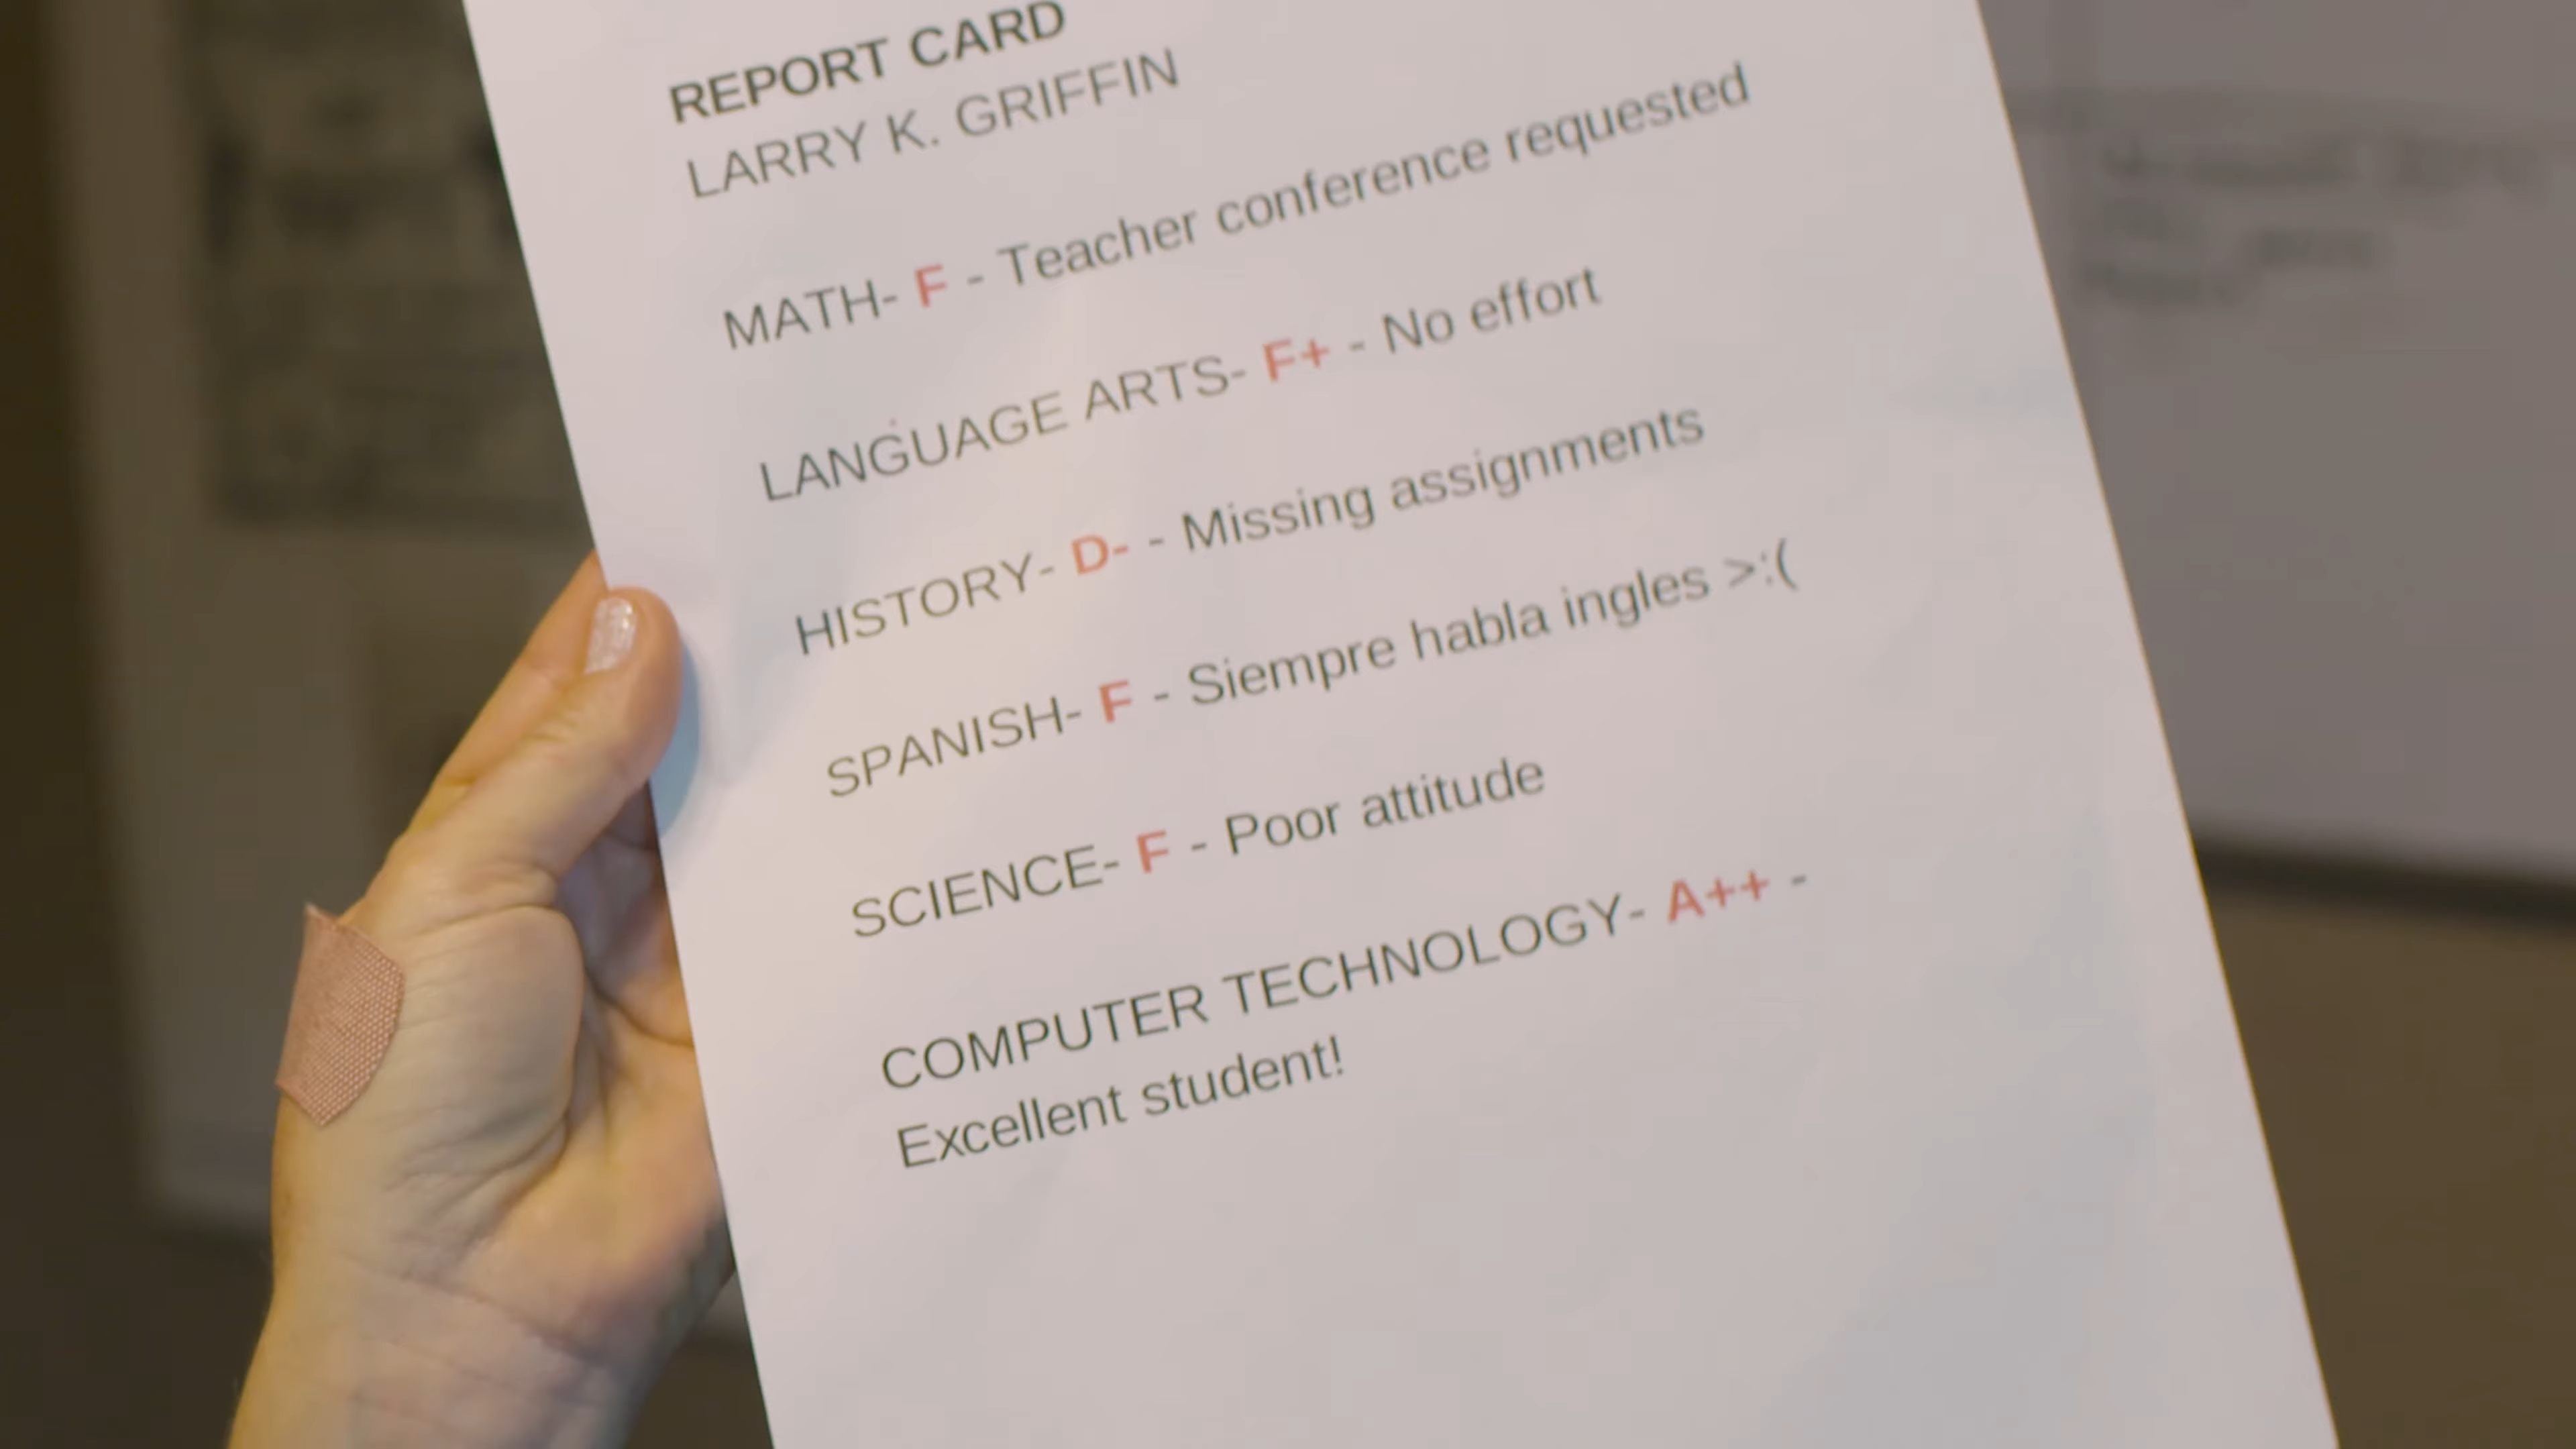 REPORT CARD
LARRY K. GRIFFIN
MATH- F - Teacher conference requested
LANGUAGE ARTS- F+ - No effort
HISTORY- D- - Missing assignments
SPANISH- F - Siempre habla ingles >:(
SCIENCE- F - Poor attitude
COMPUTER TECHNOLOGY- A++ -
Excellent student!